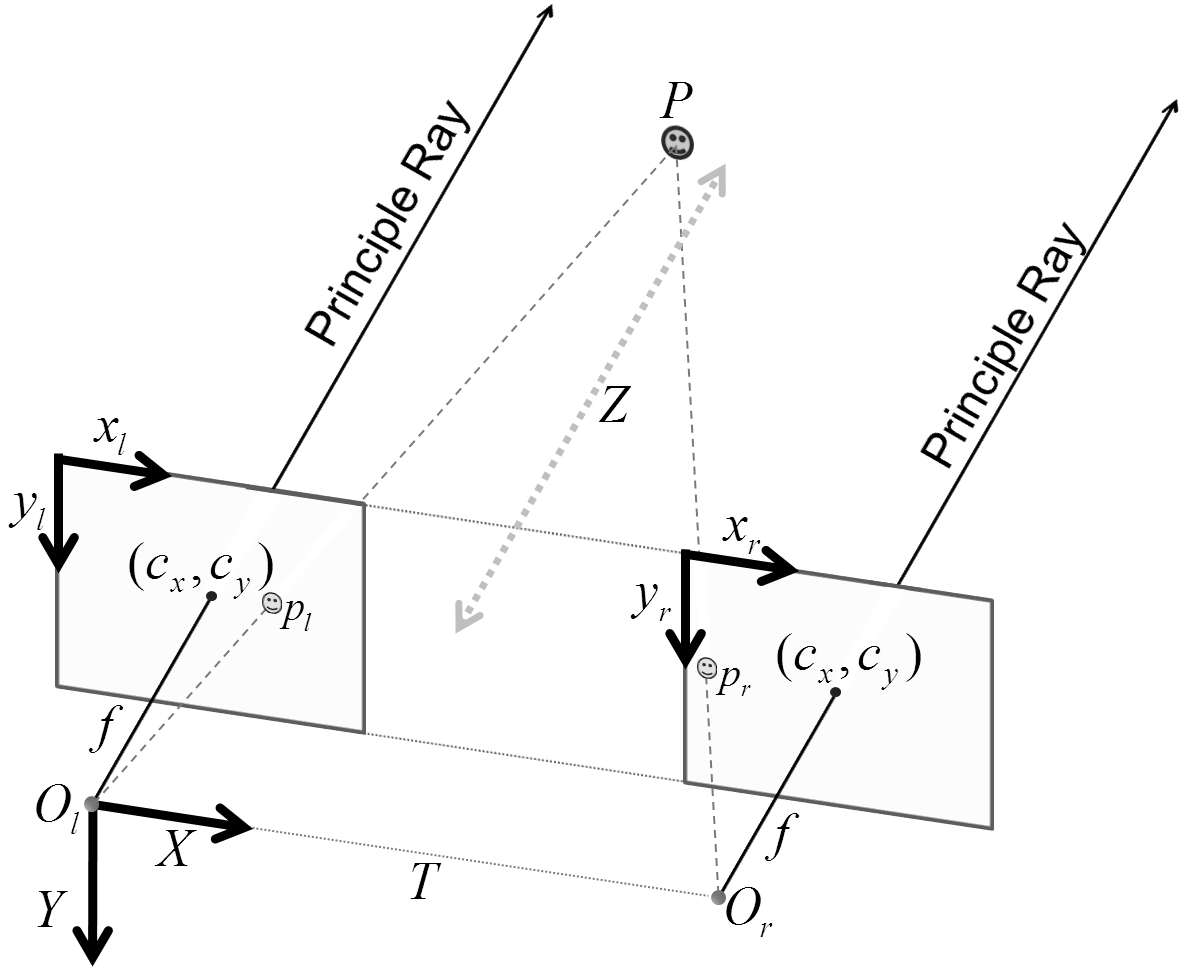 P
Principle Ray
Principle Ray
Z
x_l
y_l
(c_x, c_y)
p_l
x_r
y_r
(c_x, c_y)
p_r
f
f
O_l
X
T
Y
O_r